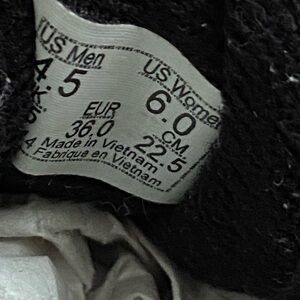 US Men US Women
4.5 6.0
EUR CM
36.0 22.5
Made in Vietnam
Fabrique en Vietnam